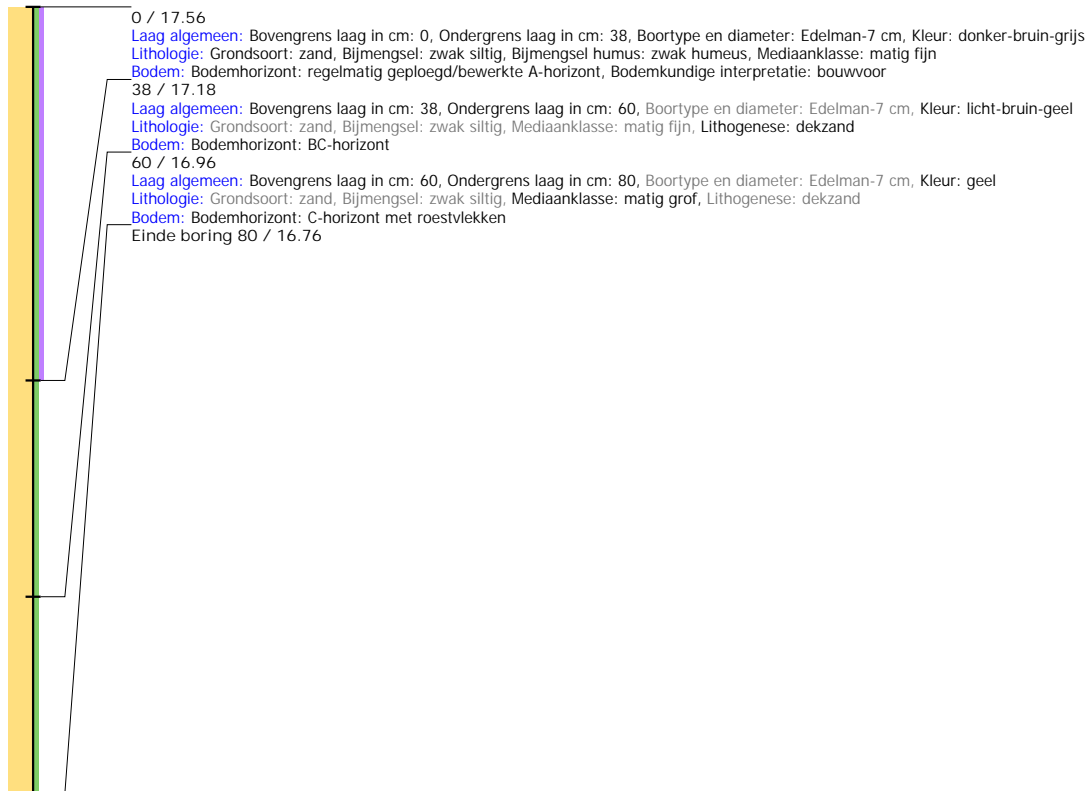 0 / 17.56
Laag algemeen: Bovengrens laag in cm: 0, Ondergrens laag in cm: 38, Boortype en diameter: Edelman-7 cm, Kleur: donker-bruin-grijs
Lithologie: Grondsoort: zand, Bijmengsel: zwak siltig, Bijmengsel humus: zwak humeus, Mediaanklasse: matig fijn
Bodem: Bodemhorizont: regelmatig geploegd/bewerkte A-horizont, Bodemkundige interpretatie: bouwvoor
38 / 17.18
Laag algemeen: Bovengrens laag in cm: 38, Ondergrens laag in cm: 60, Boortype en diameter: Edelman-7 cm, Kleur: licht-bruin-geel
Lithologie: Grondsoort: zand, Bijmengsel: zwak siltig, Mediaanklasse: matig fijn, Lithogenese: dekzand
Bodem: Bodemhorizont: BC-horizont
60 / 16.96
Laag algemeen: Bovengrens laag in cm: 60, Ondergrens laag in cm: 80, Boortype en diameter: Edelman-7 cm, Kleur: geel
Lithologie: Grondsoort: zand, Bijmengsel: zwak siltig, Mediaanklasse: matig grof, Lithogenese: dekzand
Bodem: Bodemhorizont: C-horizont met roestvlekken
Einde boring 80 / 16.76